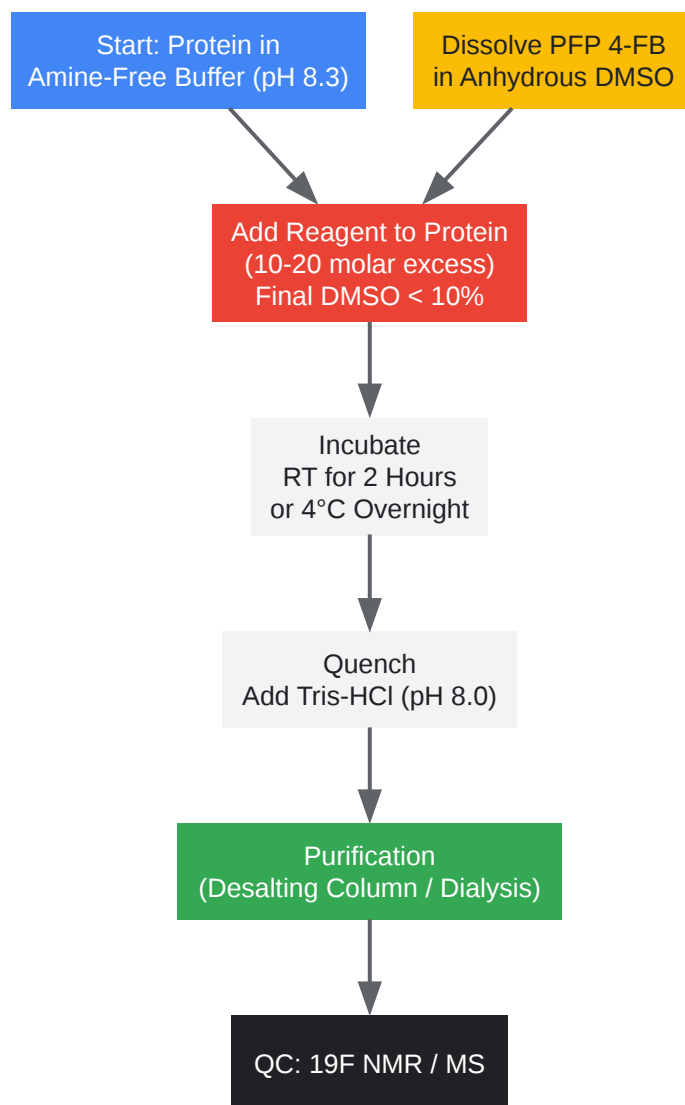 Start: Protein in
Amine-Free Buffer (pH 8.3)
Dissolve PFP 4-FB
in Anhydrous DMSO
Add Reagent to Protein
(10-20 molar excess)
Final DMSO < 10%
Incubate
RT for 2 Hours
or 4°C Overnight
Quench
Add Tris-HCl (pH 8.0)
Purification
(Desalting Column / Dialysis)
QC: 19F NMR / MS